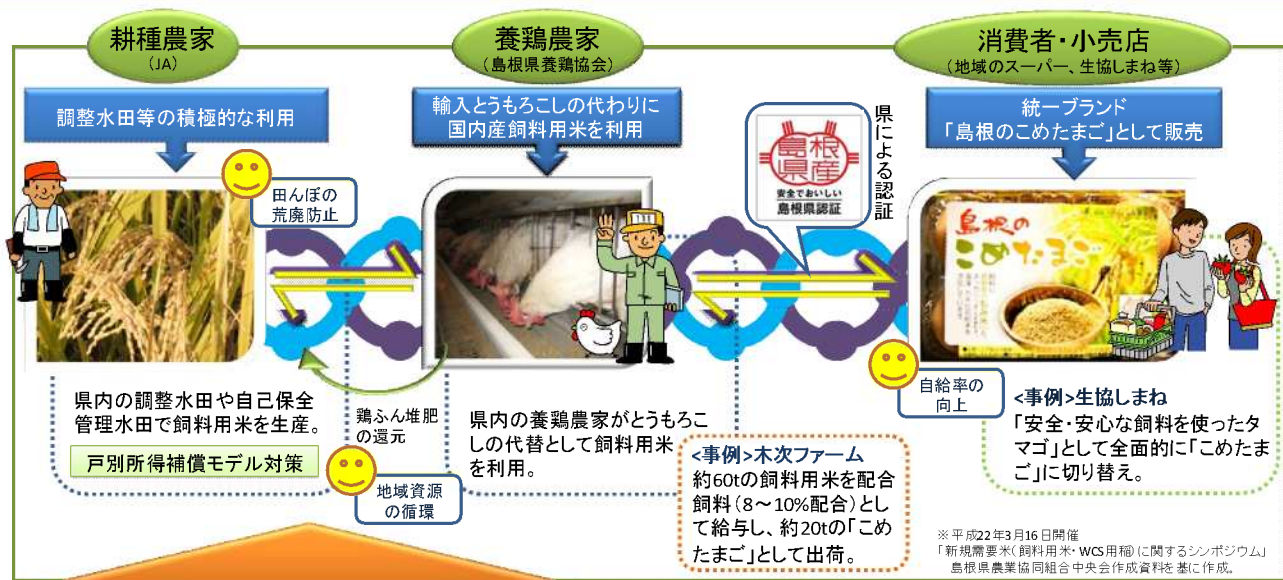 耕種農家
(JA)
養鶏農家
(島根県養鶏協会)
消費者・小売店
(地域のスーパー、生協しまね等)
調整水田等の積極的な利用
輸入とうもろこしの代わりに
国内産飼料用米を利用
統一ブランド
「島根のこめたまご」として販売
県による認証
島根
県産
安全でおいしい
島根県認証
田んぼの
荒廃防止
島根の
こめたまご
自給率の
向上
県内の調整水田や自己保全
管理水田で飼料用米を生産。
戸別所得補償モデル対策
鶏ふん堆肥
の還元
地域資源
の循環
県内の養鶏農家がとうもろこ
しの代替として飼料用米
を利用。
<事例>木次ファーム
約60tの飼料用米を配合
飼料(8～10%配合)とし
て給与し、約20tの「こめ
たまご」として出荷。
<事例>生協しまね
「安全・安心な飼料を使ったタ
マゴ」として全面的に「こめたま
ご」に切り替え。
※平成22年3月16日開催
「新規需要米(飼料用米・WCS用稲)に関するシンポジウム」
島根県農業協同組合中央会作成資料を基に作成。